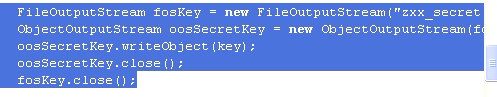 FileOutputStream fosKey = new FileOutputStream("zxx_secret
ObjectOutputStream oosSecretKey = new ObjectOutputStream(fo
oosSecretKey.writeObject(key);
oosSecretKey.close();
fosKey.close();